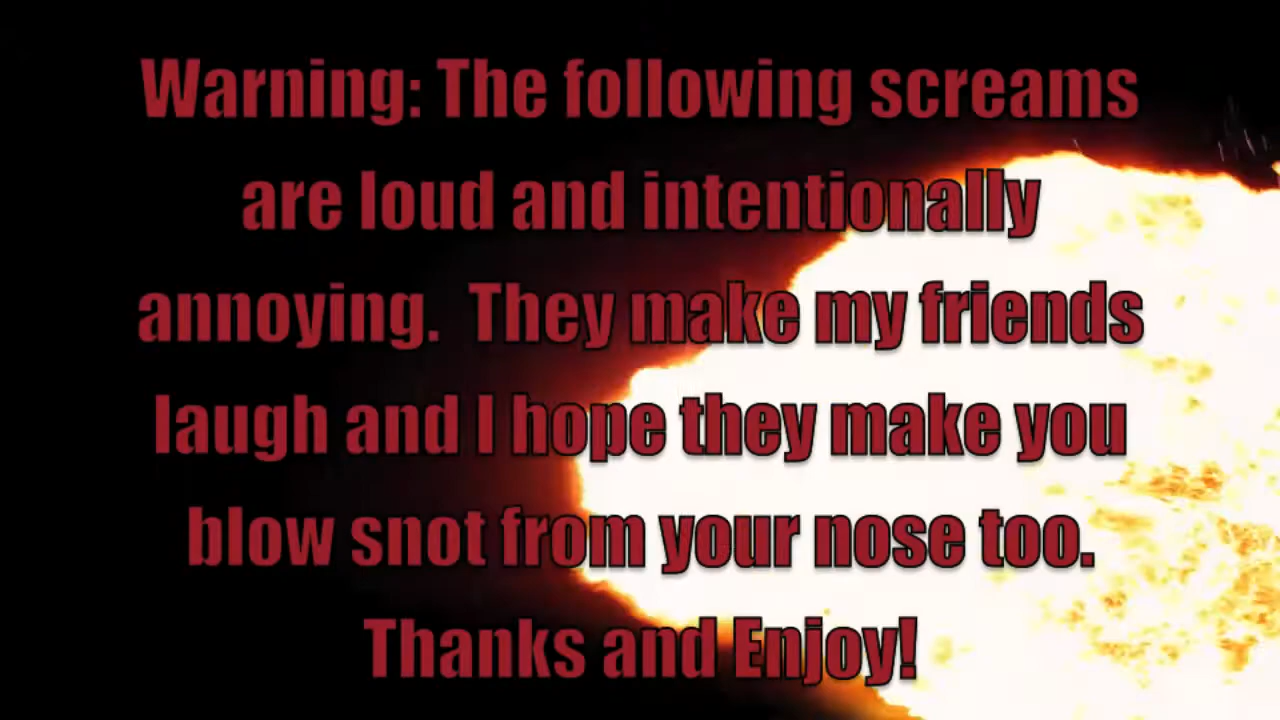 Warning: The following screams
are loud and intentionally
annoying.  They make my friends
laugh and I hope they make you
blow snot from your nose too.
Thanks and Enjoy!